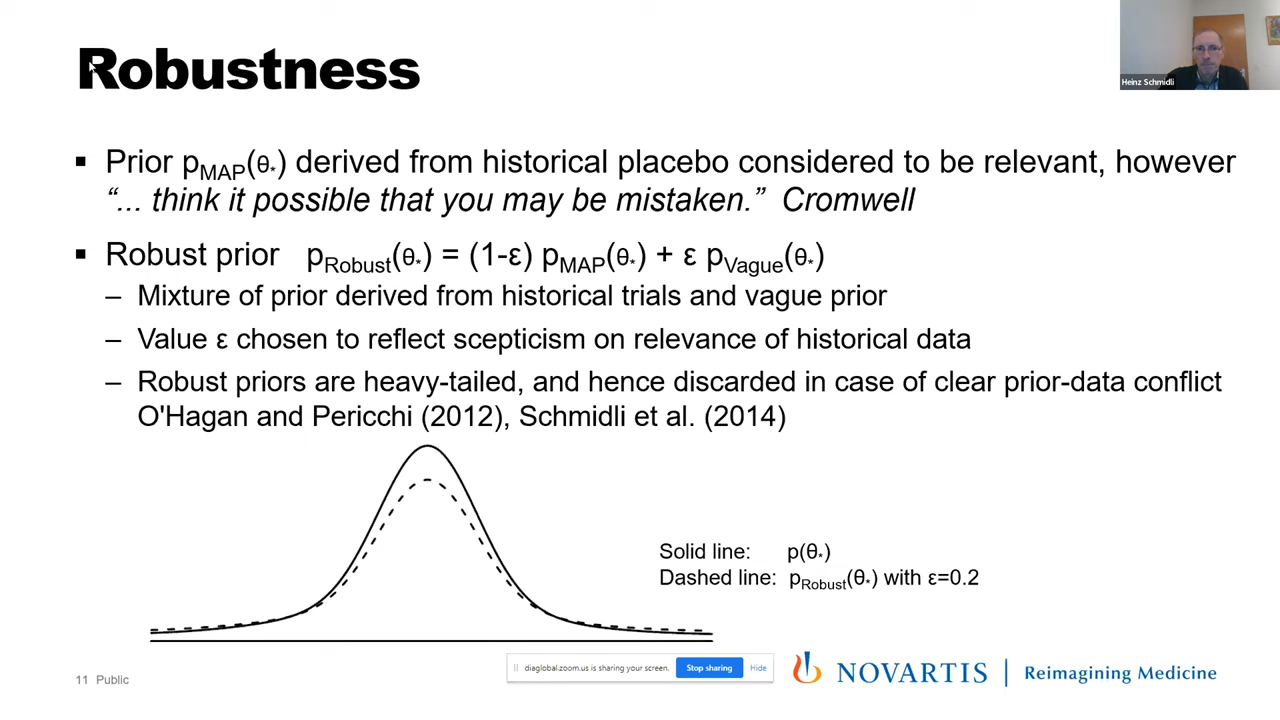 Robustness
Heinz Schmidli
▪ Prior pMAP(θ*) derived from historical placebo considered to be relevant, however
“... think it possible that you may be mistaken.” Cromwell
▪ Robust prior pRobust(θ*) = (1-ε) pMAP(θ*) + ε pVague(θ*)
– Mixture of prior derived from historical trials and vague prior
– Value ε chosen to reflect scepticism on relevance of historical data
– Robust priors are heavy-tailed, and hence discarded in case of clear prior-data conflict
O'Hagan and Pericchi (2012), Schmidli et al. (2014)
Solid line: p(θ*)
Dashed line: pRobust(θ*) with ε=0.2
diaglobal.zoom.us is sharing your screen. Stop sharing Hide
NOVARTIS | Reimagining Medicine
11 Public